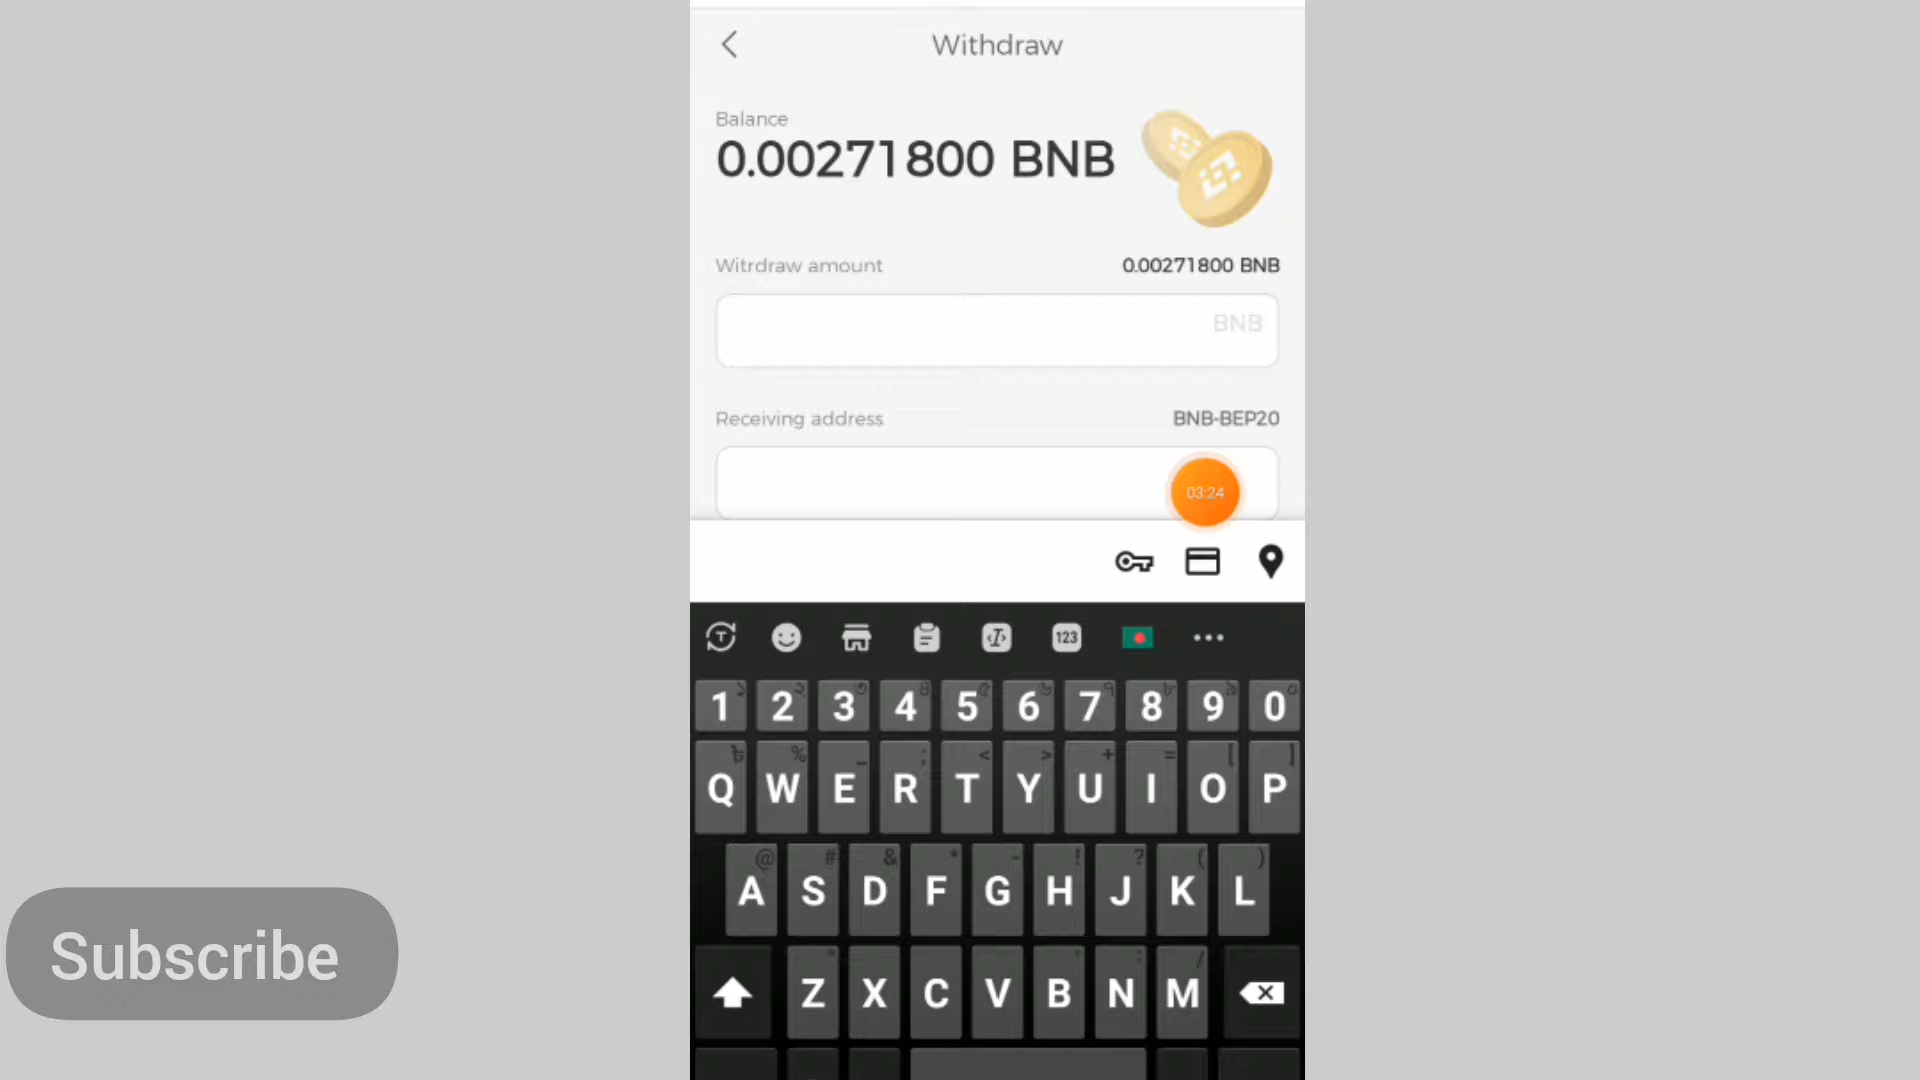 Withdraw
Balance
0.00271800 BNB
Witrdraw amount 0.00271800 BNB
BNB
Receiving address BNB-BEP20
03:24
123
1 2 3 4 5 6 7 8 9 0
Q W E R T Y U I O P
A S D F G H J K L
Z X C V B N M
Subscribe